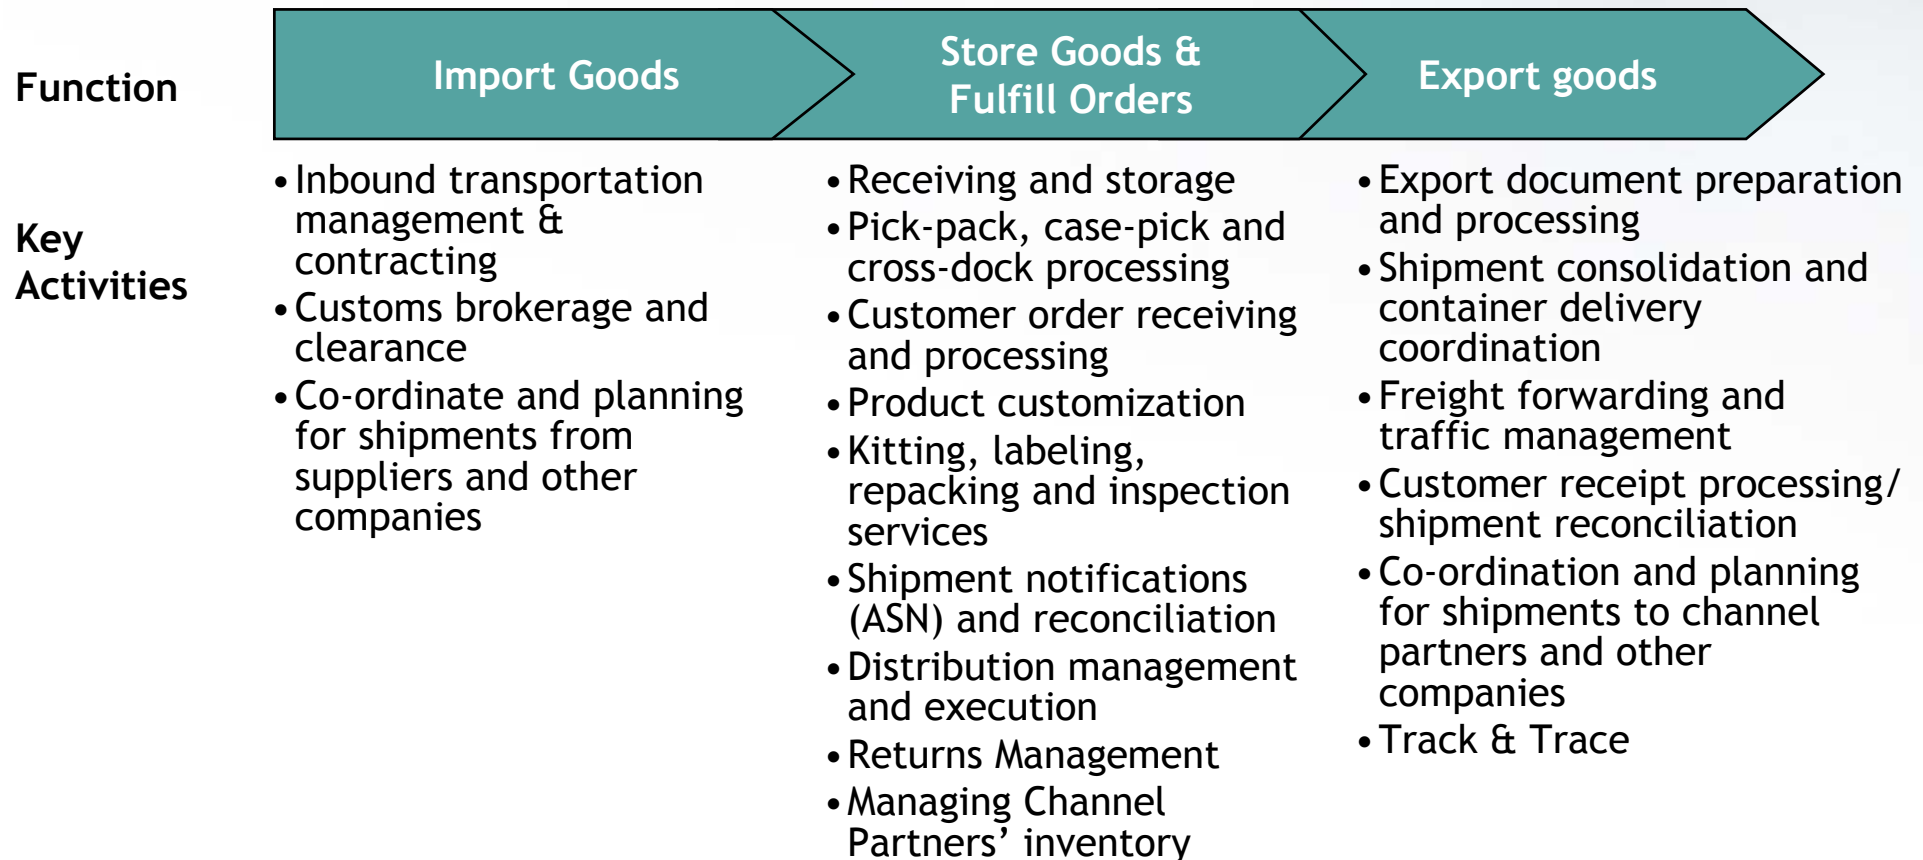 Function
Import Goods
Store Goods &
Fulfill Orders
Export goods
Key
Activities
•Inbound transportation
management &
contracting
•Customs brokerage and
clearance
•Co-ordinate and planning
for shipments from
suppliers and other
companies
•Receiving and storage
•Pick-pack, case-pick and
cross-dock processing
•Customer order receiving
and processing
•Product customization
•Kitting, labeling,
repacking and inspection
services
•Shipment notifications
(ASN) and reconciliation
•Distribution management
and execution
•Returns Management
•Managing Channel
Partners’ inventory
•Export document preparation
and processing
•Shipment consolidation and
container delivery
coordination
•Freight forwarding and
traffic management
•Customer receipt processing/
shipment reconciliation
•Co-ordination and planning
for shipments to channel
partners and other
companies
•Track & Trace